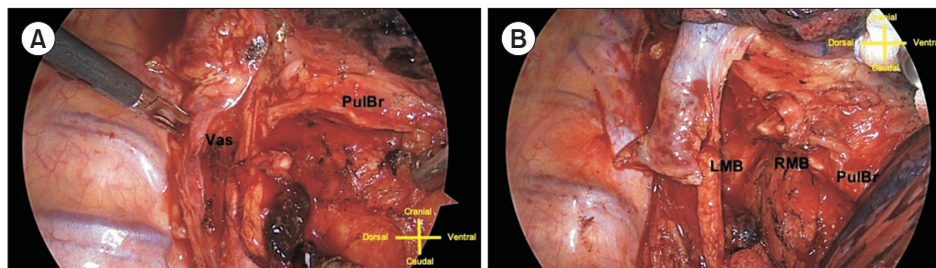 A
PulBr
Vas
Cranial
Dorsal
Ventral
Caudal
B
Cranial
Dorsal
Ventral
Caudal
LMB
RMB
PulBr